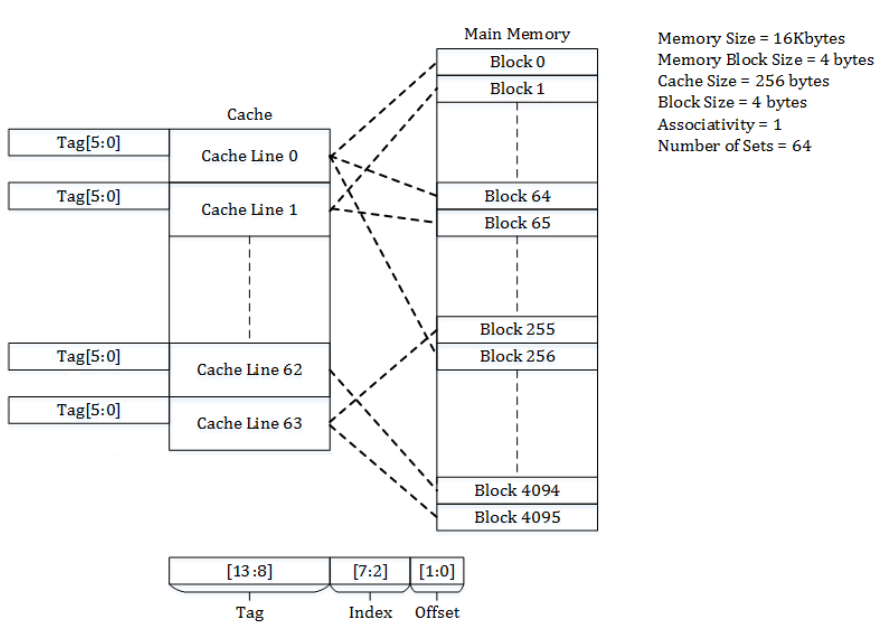 Main Memory
Memory Size = 16Kbytes
Memory Block Size = 4 bytes
Cache Size = 256 bytes
Block Size = 4 bytes
Associativity = 1
Number of Sets = 64
Block 0
Block 1
Cache
Tag[5:0]
Cache Line 0
Tag[5:0]
Cache Line 1
Block 64
Block 65
Block 255
Block 256
Tag[5:0]
Cache Line 62
Tag[5:0]
Cache Line 63
Block 4094
Block 4095
[13:8] [7:2] [1:0]
Tag Index Offset